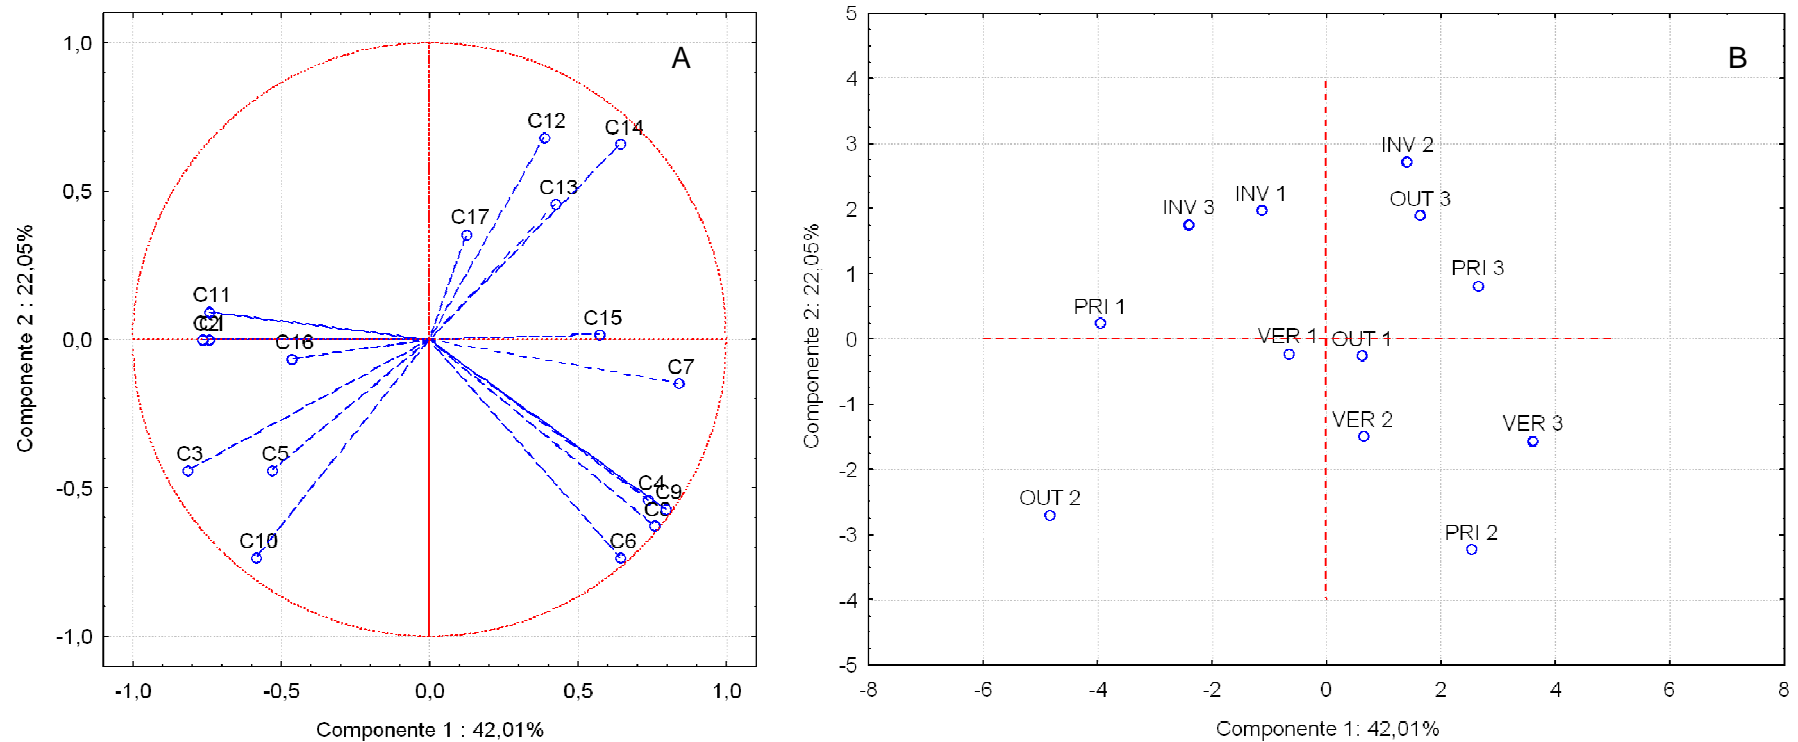 A
1,0
0,5
0,0
-0,5
-1,0
C12
C14
C13
C17
C11
C15
C16
C7
C3
C5
C4
C9
C10
C6
-1,0
-0,5
0,0
0,5
1,0
Componente 1 : 42,01%
Componente 2 : 22,05%
B
5
4
3
2
1
0
-1
-2
-3
-4
-5
INV 2
INV 1
OUT 3
INV 3
PRI 3
PRI 1
VER 1
OUT 1
VER 2
VER 3
OUT 2
PRI 2
-8
-6
-4
-2
0
2
4
6
8
Componente 1: 42,01%
Componente 2: 22,05%